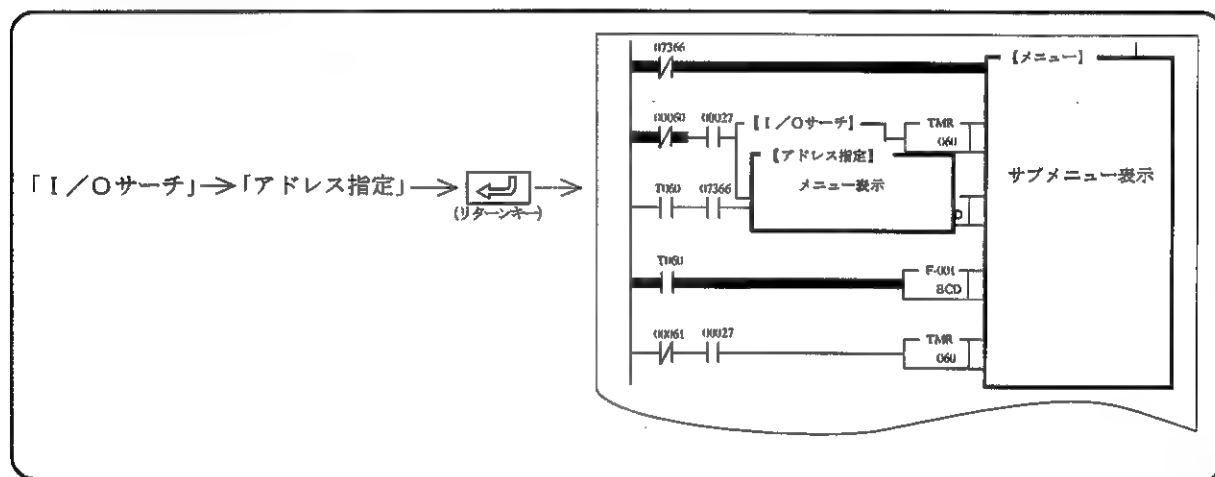 「I／Oサーチ」→「アドレス指定」→
(リターンキー)
→
07366
【メニュー】
00060 00027
【I／Oサーチ】
TMR
060
【アドレス指定】
メニュー表示
サブメニュー表示
T060 07366
T060
F-001
BCD
00061 00027
TMR
060